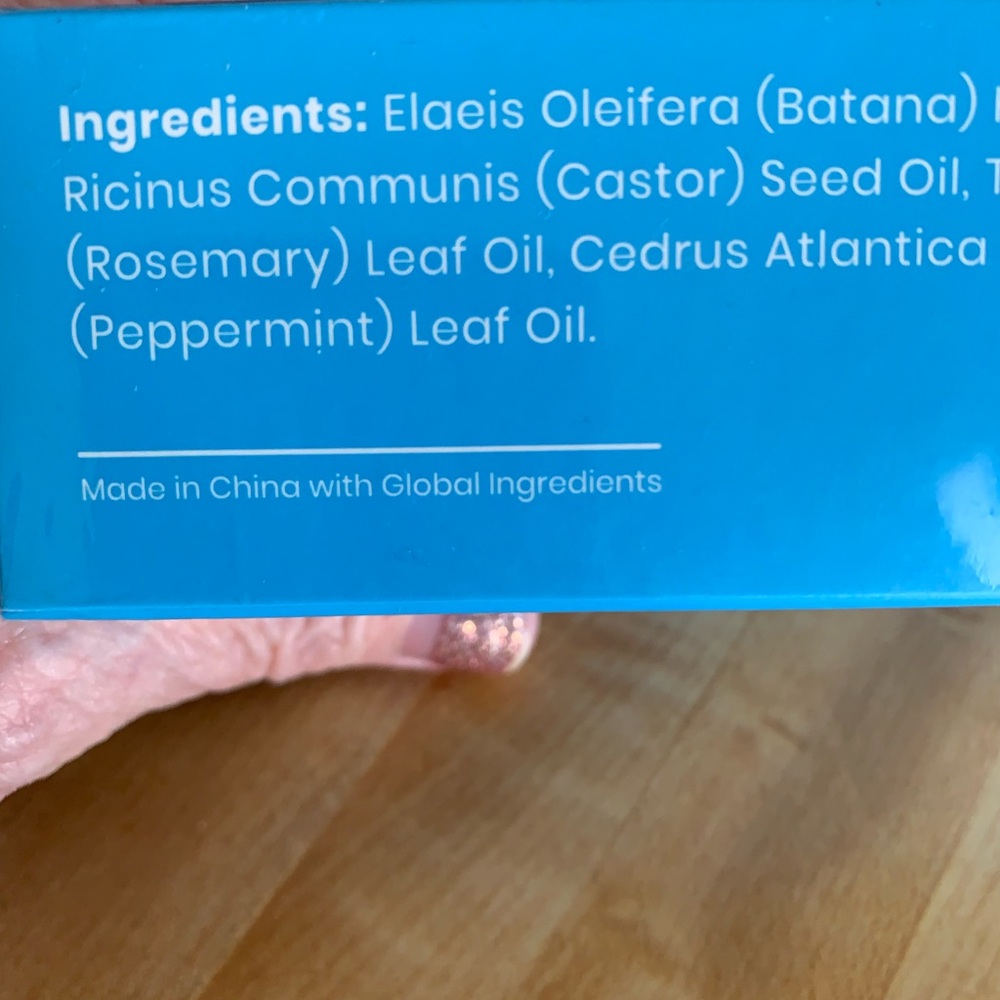 Ingredients: Elaeis Oleifera (Batana)
Ricinus Communis (Castor) Seed Oil,
(Rosemary) Leaf Oil, Cedrus Atlantica
(Peppermint) Leaf Oil.
Made in China with Global Ingredients